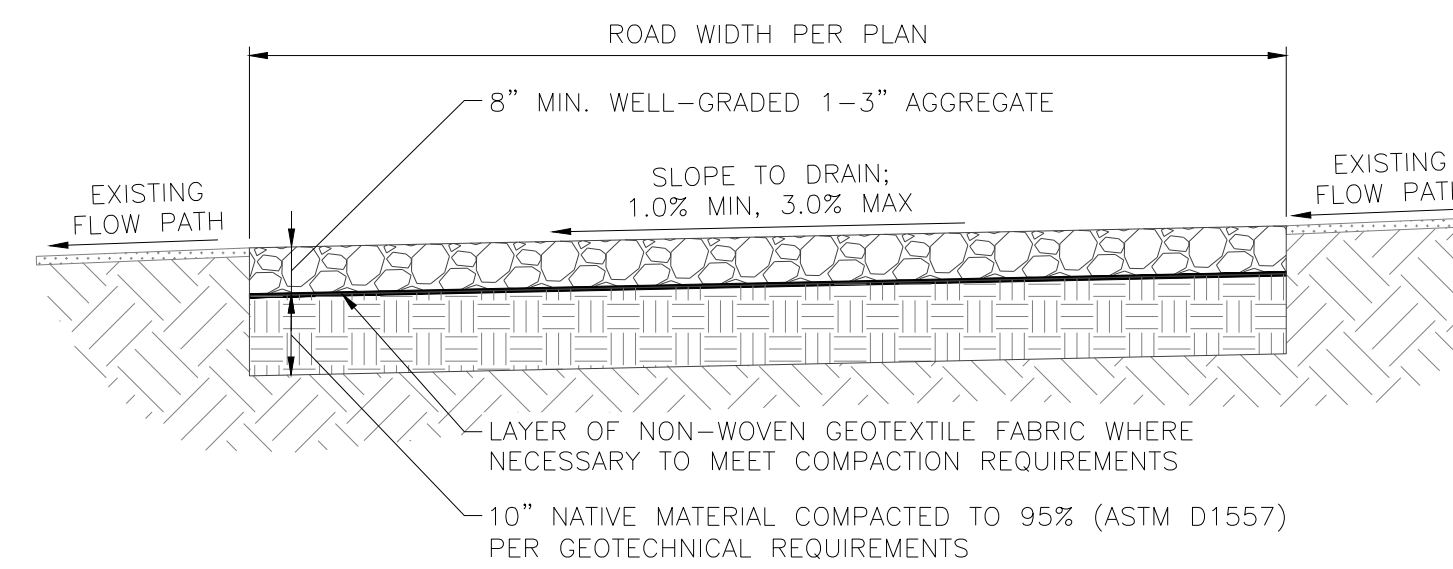 ROAD WIDTH PER PLAN
8” MIN. WELL-GRADED 1-3” AGGREGATE
SLOPE TO DRAIN;
1.0% MIN, 3.0% MAX
EXISTING
FLOW PATH
EXISTING
FLOW PATH
LAYER OF NON-WOVEN GEOTEXTILE FABRIC WHERE
NECESSARY TO MEET COMPACTION REQUIREMENTS
10” NATIVE MATERIAL COMPACTED TO 95% (ASTM D1557)
PER GEOTECHNICAL REQUIREMENTS